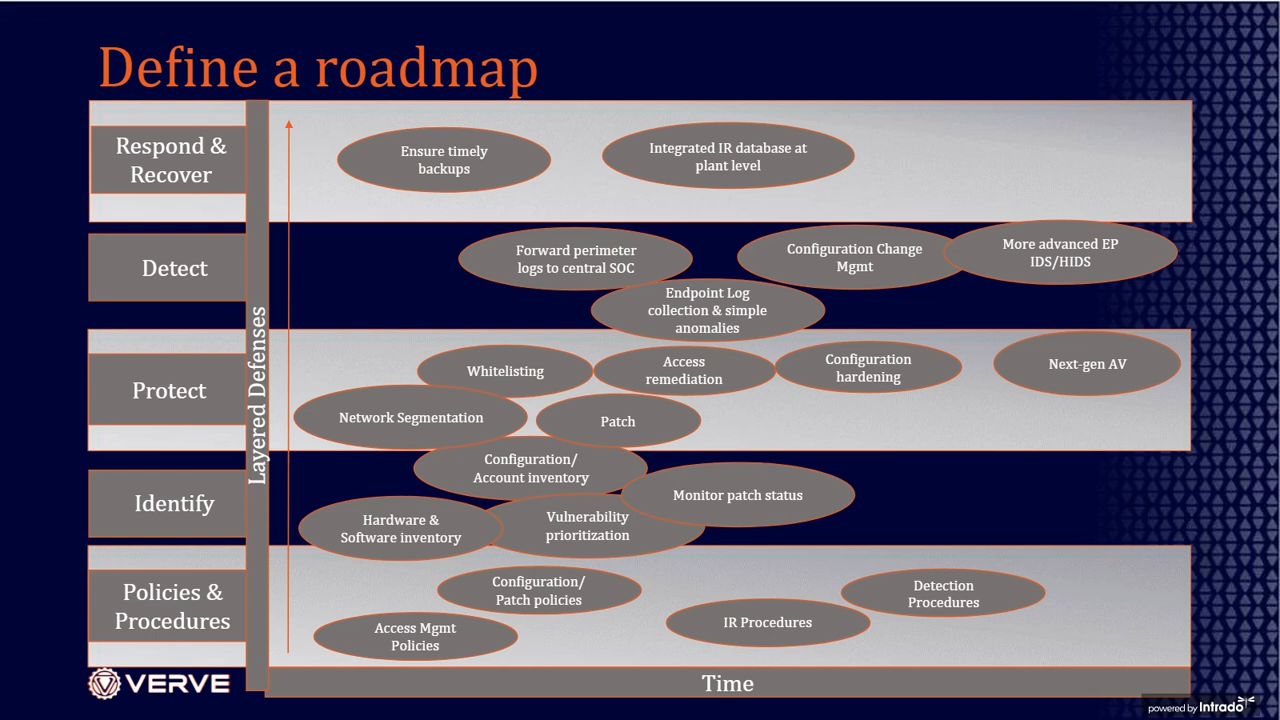 Define a roadmap
Respond &
Recover
Ensure timely
backups
Integrated IR database at
plant level
Detect
Forward perimeter
logs to central SOC
Configuration Change
Mgmt
More advanced EP
IDS/HIDS
Endpoint Log
collection & simple
anomalies
Layered Defenses
Protect
Whitelisting
Access
remediation
Configuration
hardening
Next-gen AV
Network Segmentation
Patch
Identify
Configuration/
Account inventory
Monitor patch status
Hardware &
Software inventory
Vulnerability
prioritization
Policies &
Procedures
Configuration/
Patch policies
Detection
Procedures
Access Mgmt
Policies
IR Procedures
VERVE
Time
powered by Intrado